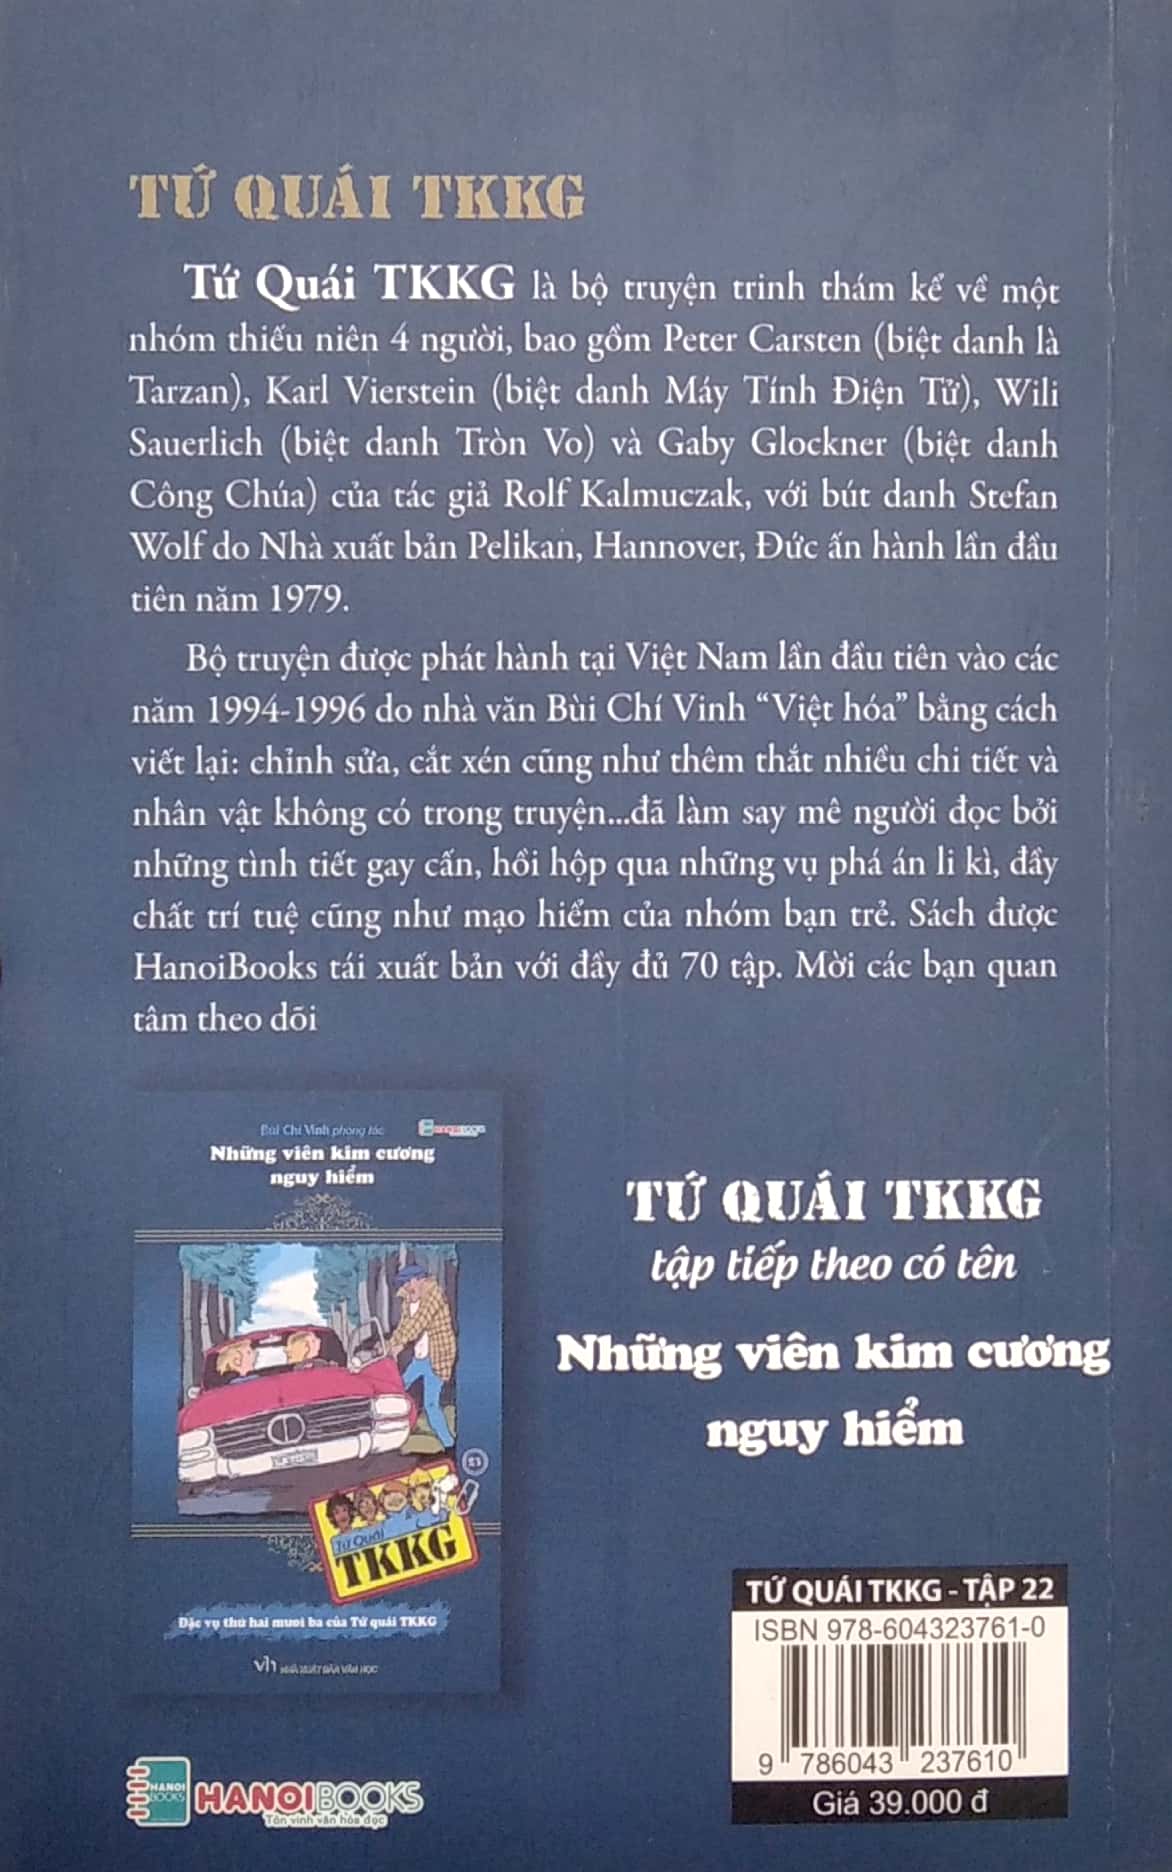 TỨ QUÁI TKKG
Tứ Quái TKKG là bộ truyện trinh thám kể về một
nhóm thiếu niên 4 người, bao gồm Peter Carsten (biệt danh là
Tarzan), Karl Vierstein (biệt danh Máy Tính Điện Tử), Wili
Sauerlich (biệt danh Tròn Vo) và Gaby Glockner (biệt danh
Công Chúa) của tác giả Rolf Kalmuczak, với bút danh Stefan
Wolf do Nhà xuất bản Pelikan, Hannover, Đức ấn hành lần đầu
tiên năm 1979.
Bộ truyện được phát hành tại Việt Nam lần đầu tiên vào các
năm 1994-1996 do nhà văn Bùi Chí Vinh “Việt hóa” bằng cách
viết lại: chỉnh sửa, cắt xén cũng như thêm thắt nhiều chi tiết và
nhân vật không có trong truyện...đã làm say mê người đọc bởi
những tình tiết gay cấn, hồi hộp qua những vụ phá án li kì, đầy
chất trí tuệ cũng như mạo hiểm của nhóm bạn trẻ. Sách được
HanoiBooks tái xuất bản với đầy đủ 70 tập. Mời các bạn quan
tâm theo dõi
Bùi Chí Vinh phóng tác
HANOIBOOKS
Những viên kim cương
nguy hiểm
Tứ Quái
TKKG
Đặc vụ thứ hai mươi ba của Tứ quái TKKG
NHÀ XUẤT BẢN VĂN HỌC
TỨ QUÁI TKKG
tập tiếp theo có tên
Những viên kim cương
nguy hiểm
TỨ QUÁI TKKG - TẬP 22
ISBN 978-604323761-0
9 786043 237610
Giá 39.000 đ
HANOI
BOOKS
HANOIBOOKS
Tôn vinh văn hóa đọc